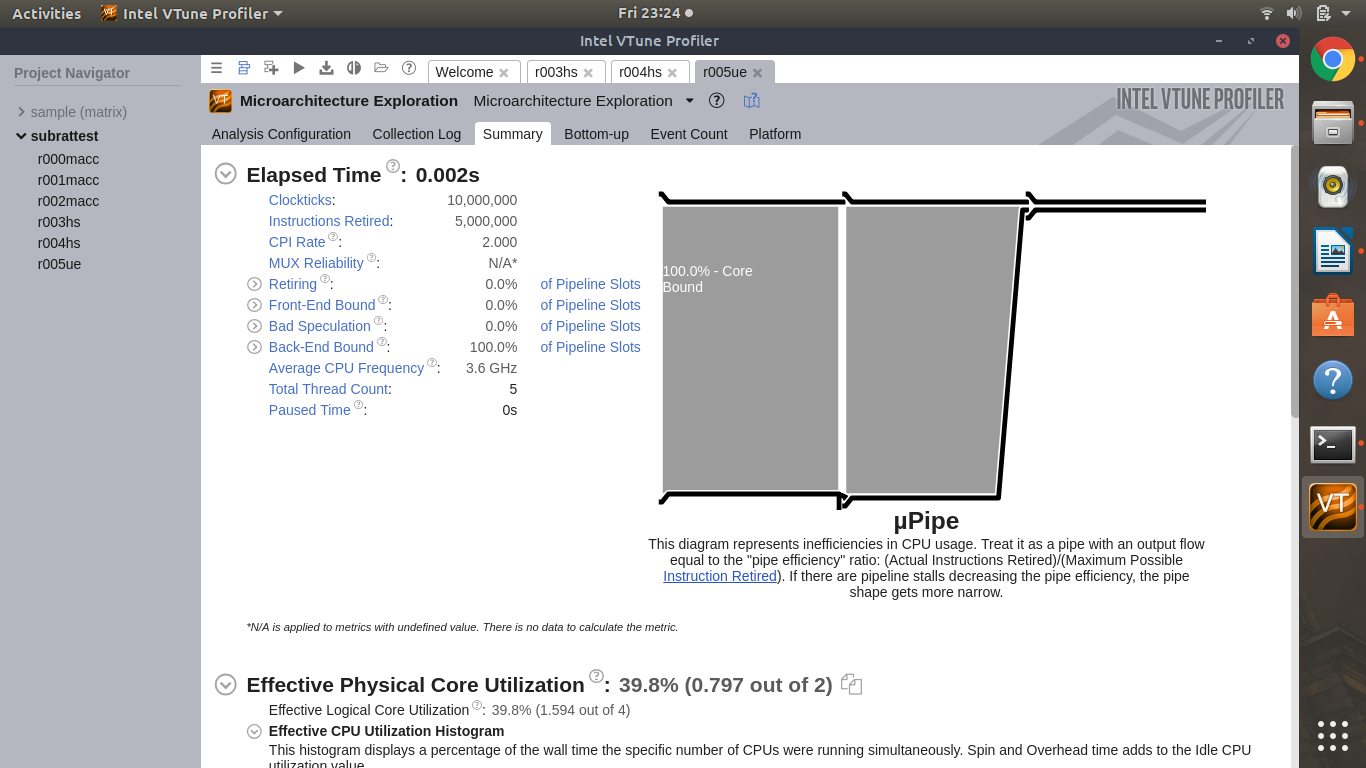 Activities
Intel VTune Profiler
Fri 23:24
Intel VTune Profiler
Project Navigator
sample (matrix)
subrattest
r000macc
r001macc
r002macc
r003hs
r004hs
r005ue
Welcome
r003hs
r004hs
r005ue
VT Microarchitecture Exploration Microarchitecture Exploration
INTEL VTUNE PROFILER
Analysis Configuration Collection Log Summary Bottom-up Event Count Platform
Elapsed Time ? : 0.002s
Clockticks: 10,000,000
Instructions Retired: 5,000,000
CPI Rate ? : 2.000
MUX Reliability ? : N/A*
Retiring ? : 0.0% of Pipeline Slots
Front-End Bound ? : 0.0% of Pipeline Slots
Bad Speculation ? : 0.0% of Pipeline Slots
Back-End Bound ? : 100.0% of Pipeline Slots
Average CPU Frequency ? : 3.6 GHz
Total Thread Count: 5
Paused Time ? : 0s
100.0% - Core
Bound
µPipe
This diagram represents inefficiencies in CPU usage. Treat it as a pipe with an output flow
equal to the "pipe efficiency" ratio: (Actual Instructions Retired)/(Maximum Possible
Instruction Retired). If there are pipeline stalls decreasing the pipe efficiency, the pipe
shape gets more narrow.
*N/A is applied to metrics with undefined value. There is no data to calculate the metric.
Effective Physical Core Utilization ? : 39.8% (0.797 out of 2)
Effective Logical Core Utilization ? : 39.8% (1.594 out of 4)
Effective CPU Utilization Histogram
This histogram displays a percentage of the wall time the specific number of CPUs were running simultaneously. Spin and Overhead time adds to the Idle CPU
utilization value.
VT